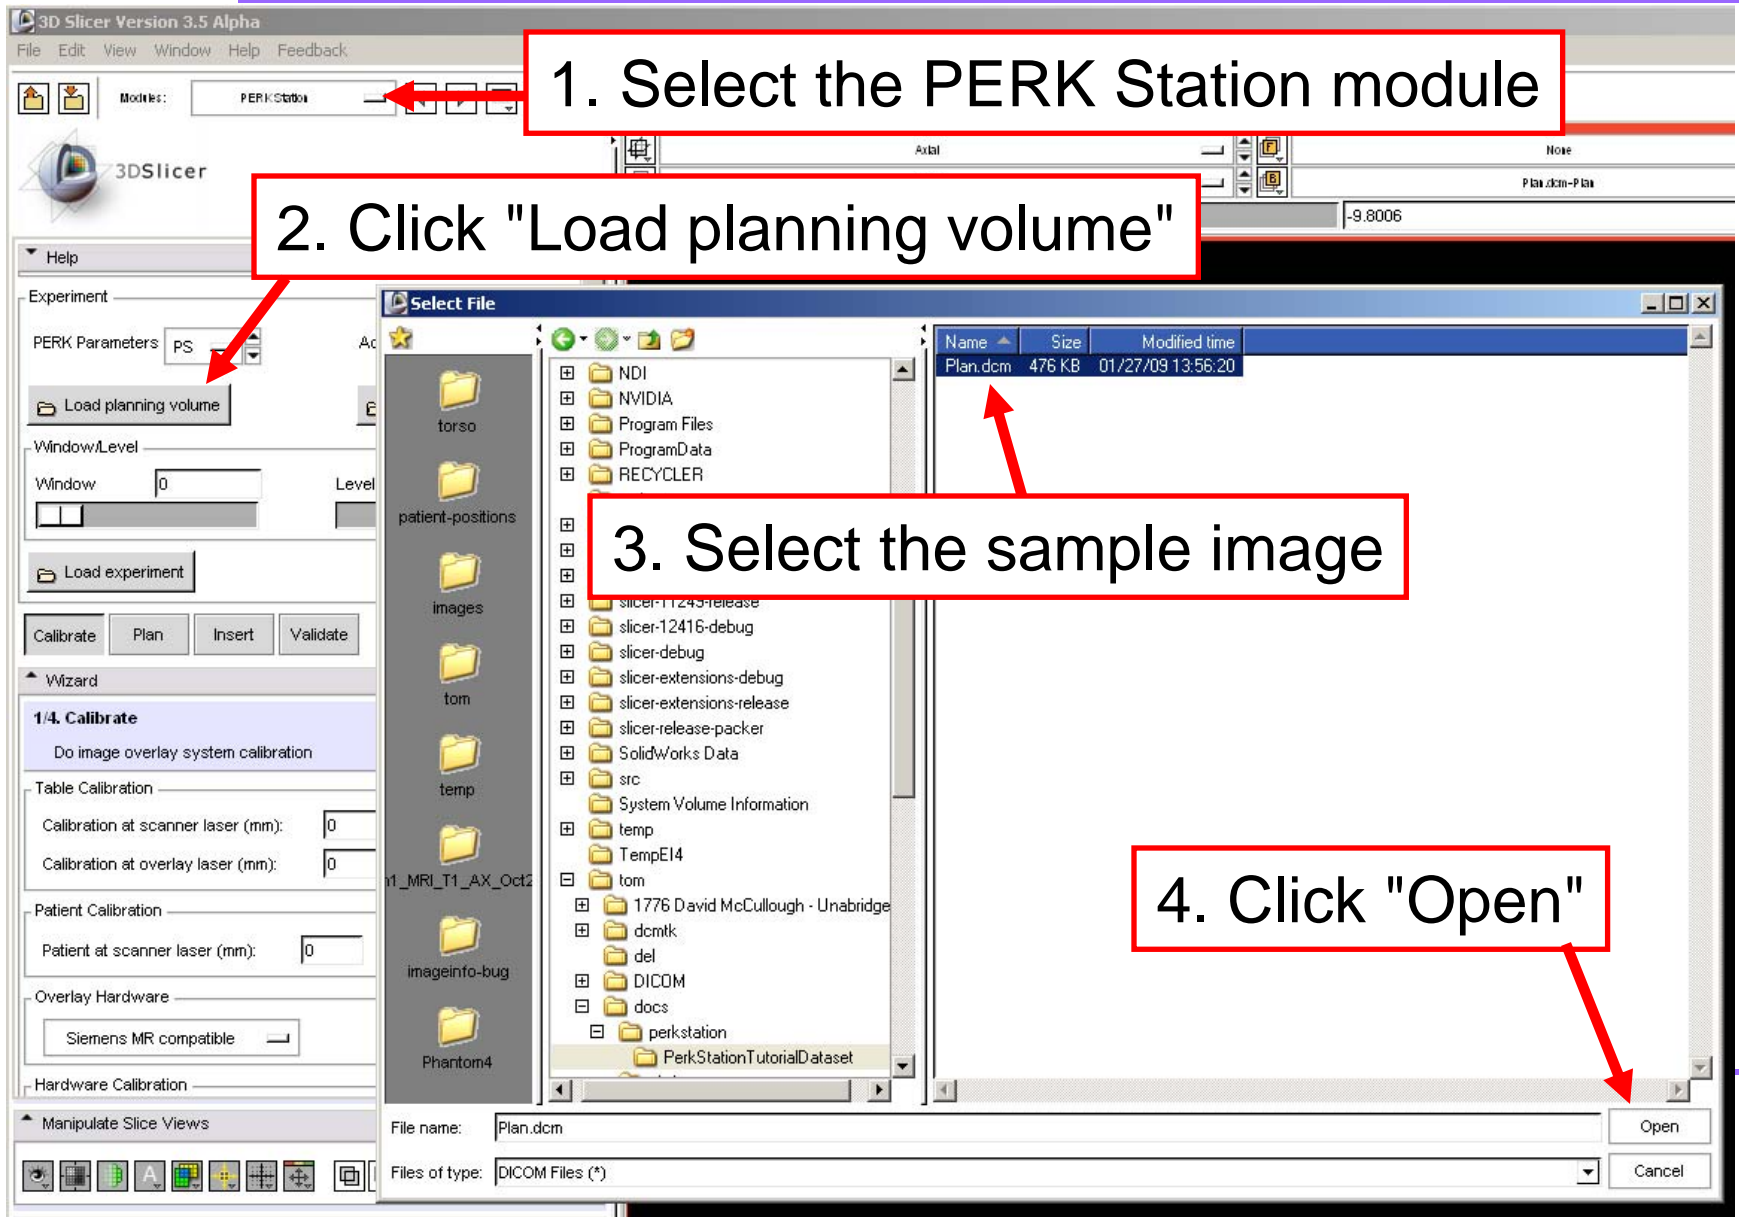 3D Slicer Version 3.5 Alpha
File Edit View Window Help Feedback
1. Select the PERK Station module
Modules: PERKStation
3DSlicer
Axial None
Plan.dcm-Plan
-9.8006
2. Click "Load planning volume"
Help
Experiment
PERK Parameters PS
Load planning volume
Window/Level
Window 0 Level
Load experiment
Calibrate Plan Insert Validate
Wizard
1/4. Calibrate
Do image overlay system calibration
Table Calibration
Calibration at scanner laser (mm): 0
Calibration at overlay laser (mm): 0
Patient Calibration
Patient at scanner laser (mm): 0
Overlay Hardware
Siemens MR compatible
Hardware Calibration
Manipulate Slice Views
Select File
torso
patient-positions
images
tom
temp
1_MRI_T1_AX_Oct2
imageinfo-bug
Phantom4
NDI
NVIDIA
Program Files
ProgramData
RECYCLER
slicer-11249-release
slicer-12416-debug
slicer-debug
slicer-extensions-debug
slicer-extensions-release
slicer-release-packer
SolidWorks Data
src
System Volume Information
temp
TempEI4
tom
1776 David McCullough - Unabridge
dcmtk
del
DICOM
docs
perkstation
PerkStationTutorialDataset
Name Size Modified time
Plan.dcm 476 KB 01/27/09 13:56:20
3. Select the sample image
4. Click "Open"
File name: Plan.dcm Open
Files of type: DICOM Files (*) Cancel